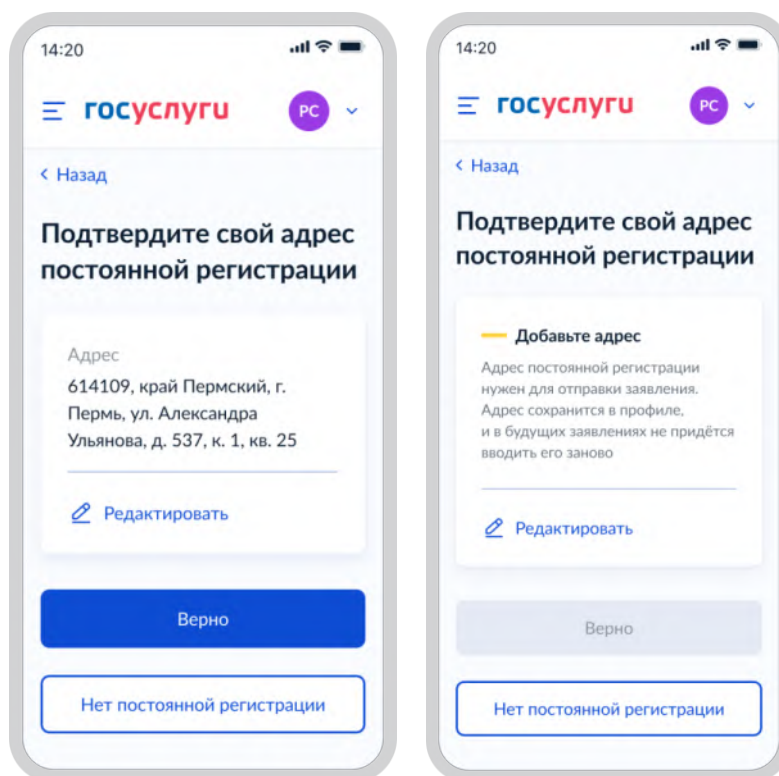 14:20
госуслуги
РС
Назад
Подтвердите свой адрес
постоянной регистрации
Адрес
614109, край Пермский, г.
Пермь, ул. Александра
Ульянова, д. 537, к. 1, кв. 25
Редактировать
Верно
Нет постоянной регистрации
14:20
госуслуги
РС
Назад
Подтвердите свой адрес
постоянной регистрации
Добавьте адрес
Адрес постоянной регистрации
нужен для отправки заявления.
Адрес сохранится в профиле,
и в будущих заявлениях не придётся
вводить его заново
Редактировать
Верно
Нет постоянной регистрации